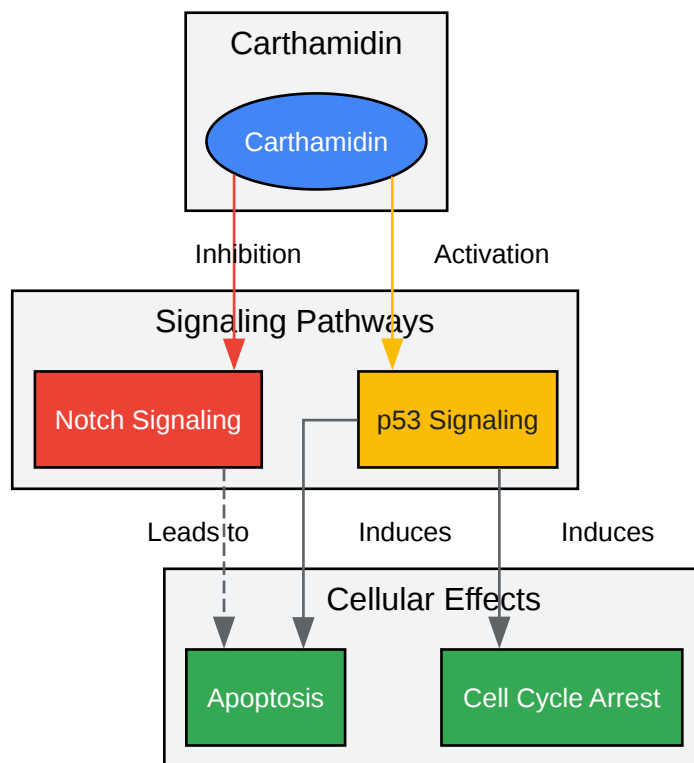 Carthamidin
Carthamidin
Inhibition
Activation
Signaling Pathways
Notch Signaling
p53 Signaling
Leads to
Induces
Induces
Cellular Effects
Apoptosis
Cell Cycle Arrest